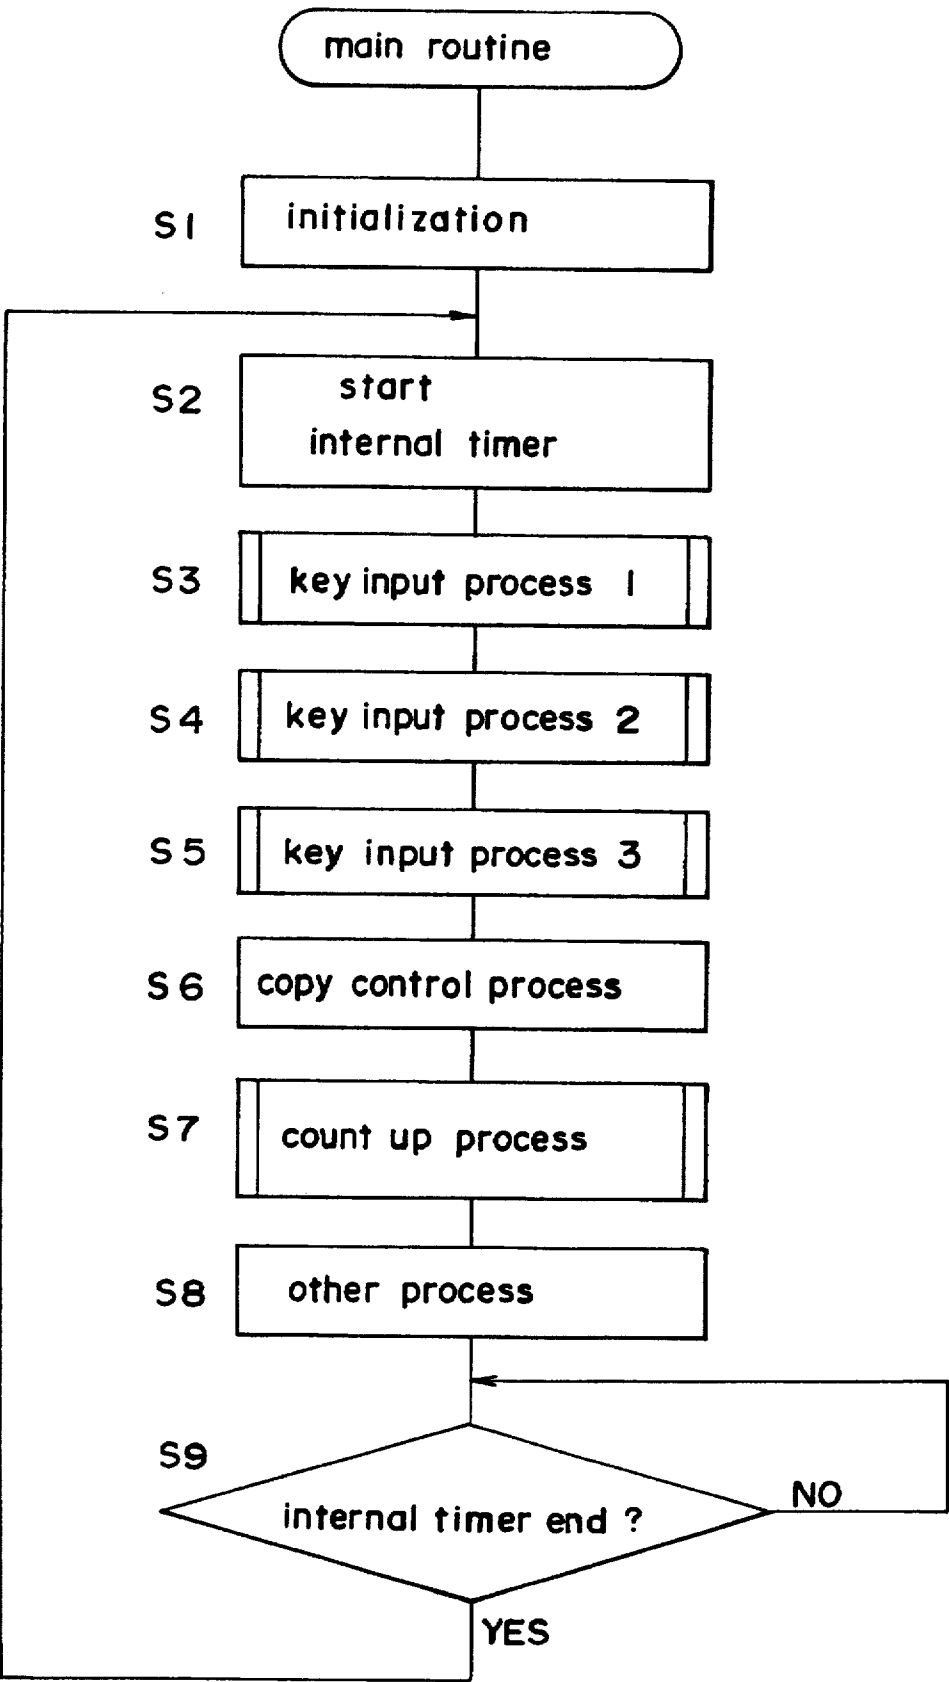 main routine
S1
initialization
S2
start
internal timer
S3
key input process 1
S4
key input process 2
S5
key input process 3
S6
copy control process
S7
count up process
S8
other process
S9
internal timer end ?
NO
YES